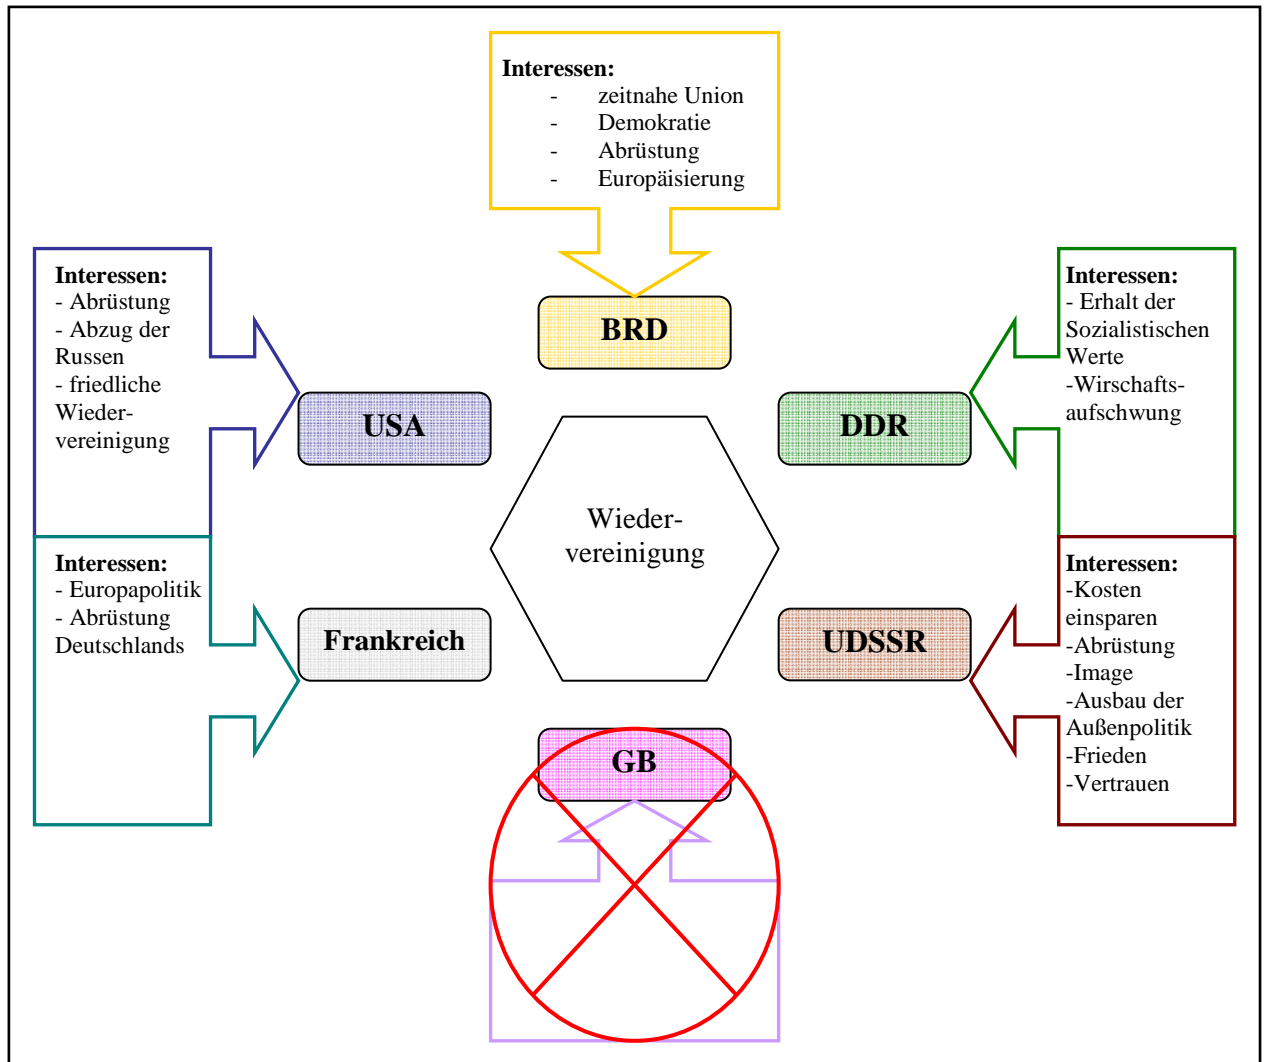 Interessen:
- zeitnahe Union
- Demokratie
- Abrüstung
- Europäisierung
BRD
Interessen:
- Abrüstung
- Abzug der
Russen
- friedliche
Wieder-
vereinigung
USA
Interessen:
- Erhalt der
Sozialistischen
Werte
-Wirschafts-
aufschwung
DDR
Wieder-
vereinigung
Interessen:
- Europapolitik
- Abrüstung
Deutschlands
Frankreich
Interessen:
-Kosten
einsparen
-Abrüstung
-Image
-Ausbau der
Außenpolitik
-Frieden
-Vertrauen
UDSSR
GB